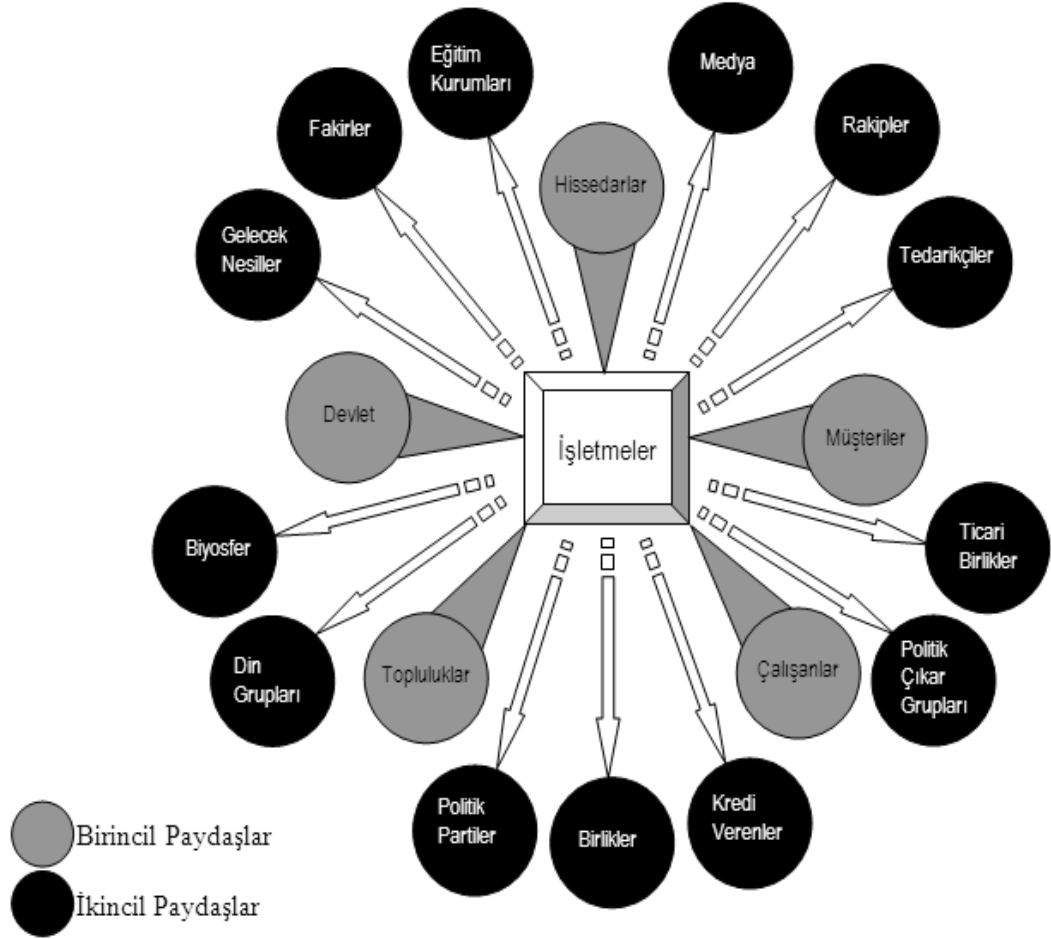 Eğitim
Kurumları
Medya
Fakirler
Rakipler
Hissedarlar
Gelecek
Nesiller
Tedarikçiler
Devlet
İşletmeler
Müşteriler
Biyosfer
Ticari
Birlikler
Din
Grupları
Topluluklar
Çalışanlar
Politik
Çıkar
Grupları
Politik
Partiler
Birlikler
Kredi
Verenler
Birincil Paydaşlar
İkincil Paydaşlar